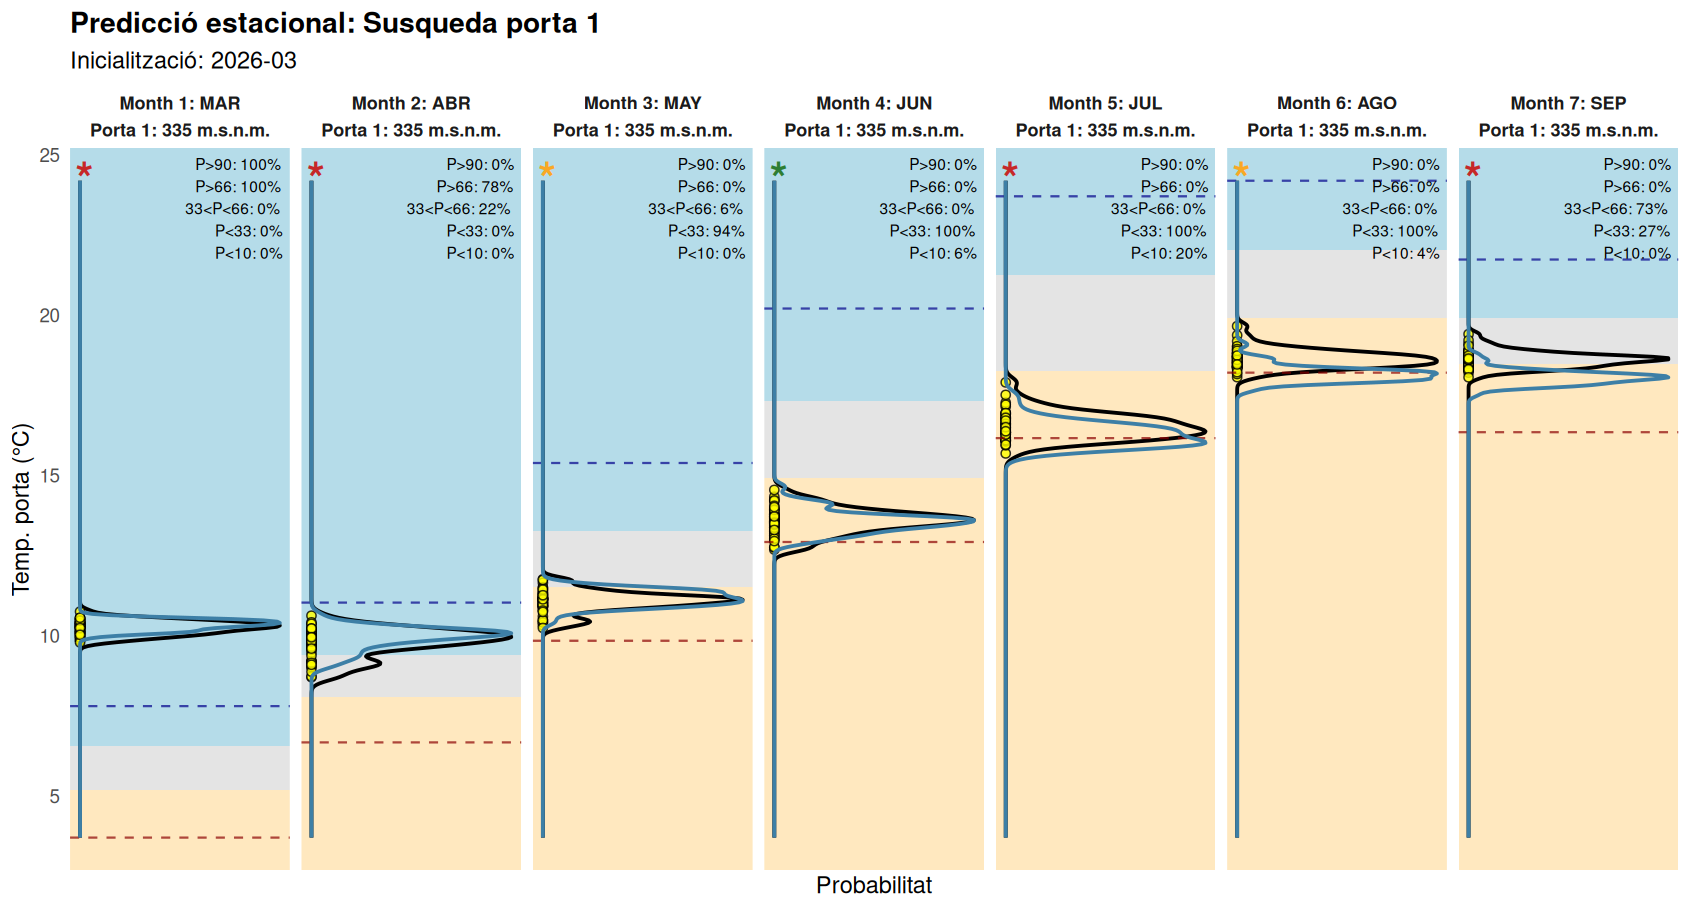 Predicció estacional: Susqueda porta 1
Inicialització: 2026-03
Month 1: MAR
Porta 1: 335 m.s.n.m.
Month 2: ABR
Porta 1: 335 m.s.n.m.
Month 3: MAY
Porta 1: 335 m.s.n.m.
Month 4: JUN
Porta 1: 335 m.s.n.m.
Month 5: JUL
Porta 1: 335 m.s.n.m.
Month 6: AGO
Porta 1: 335 m.s.n.m.
Month 7: SEP
Porta 1: 335 m.s.n.m.
*
P>90: 100%
P>66: 100%
33<P<66: 0%
P<33: 0%
P<10: 0%
*
P>90: 0%
P>66: 78%
33<P<66: 22%
P<33: 0%
P<10: 0%
*
P>90: 0%
P>66: 0%
33<P<66: 6%
P<33: 94%
P<10: 0%
*
P>90: 0%
P>66: 0%
33<P<66: 0%
P<33: 100%
P<10: 6%
*
P>90: 0%
P>66: 0%
33<P<66: 0%
P<33: 100%
P<10: 20%
*
P>90: 0%
P>66: 0%
33<P<66: 0%
P<33: 100%
P<10: 4%
*
P>90: 0%
P>66: 0%
33<P<66: 73%
P<33: 27%
P<10: 0%
25
20
15
10
5
Temp. porta (°C)
Probabilitat